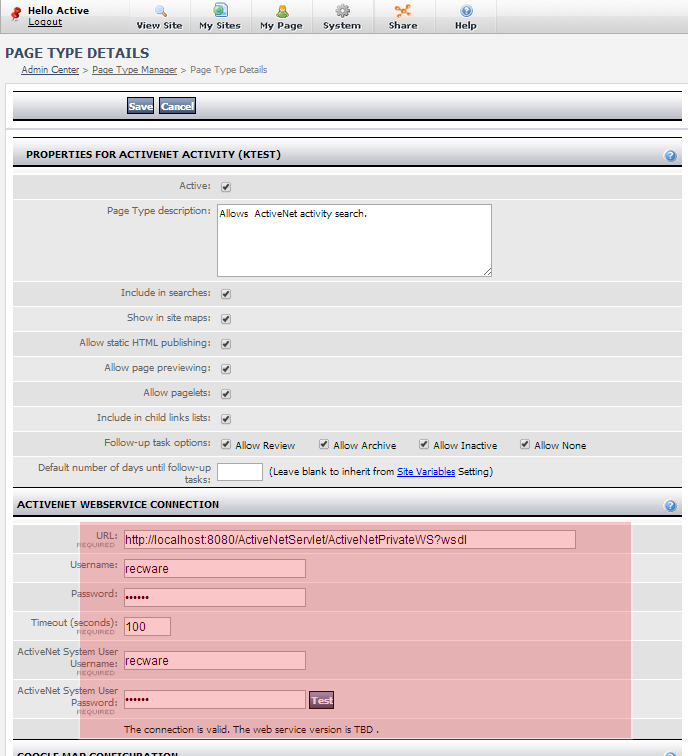 Hello Active
Logout
View Site
My Sites
My Page
System
Share
Help
PAGE TYPE DETAILS
Admin Center > Page Type Manager > Page Type Details
Save Cancel
PROPERTIES FOR ACTIVENET ACTIVITY (KTEST)
Active:
Page Type description: Allows ActiveNet activity search.
Include in searches:
Show in site maps:
Allow static HTML publishing:
Allow page previewing:
Allow pagelets:
Include in child links lists:
Follow-up task options: Allow Review Allow Archive Allow Inactive Allow None
Default number of days until follow-up
tasks: (Leave blank to inherit from Site Variables Setting)
ACTIVENET WEBSERVICE CONNECTION
URL: http://localhost:8080/ActiveNetServlet/ActiveNetPrivateWS?wsdl
REQUIRED
Username: recware
Password: ••••••
Timeout (seconds): 100
REQUIRED
ActiveNet System User
Username: recware
REQUIRED
ActiveNet System User
Password: •••••• Test
REQUIRED
The connection is valid. The web service version is TBD .
GOOGLE MAP CONFIGURATION